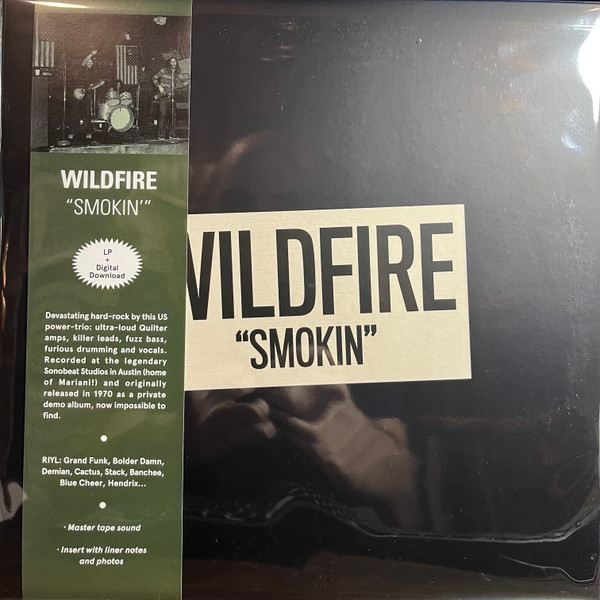 WILDFIRE
“SMOKIN’”
LP
+
Digital
Download
Devastating hard-rock by this US
power-trio: ultra-loud Quilter
amps, killer leads, fuzz bass,
furious drumming and vocals.
Recorded at the legendary
Sonobeat Studios in Austin (home
of Mariani!) and originally
released in 1970 as a private
demo album, now impossible to
find.
RIYL: Grand Funk, Bolder Damn,
Demian, Cactus, Stack, Banchee,
Blue Cheer, Hendrix...
· Master tape sound
· Insert with liner notes
and photos
WILDFIRE
“SMOKIN”